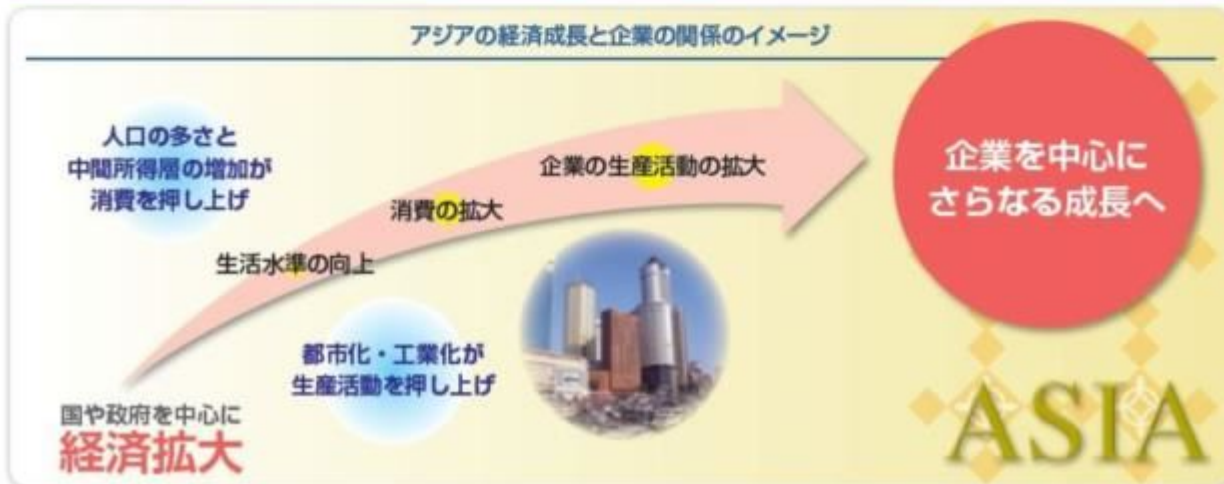 アジアの経済成長と企業の関係のイメージ
人口の多さと
中間所得層の増加が
消費を押し上げ
企業の生産活動の拡大
消費の拡大
生活水準の向上
都市化・工業化が
生産活動を押し上げ
国や政府を中心に
経済拡大
企業を中心に
さらなる成長へ
ASIA